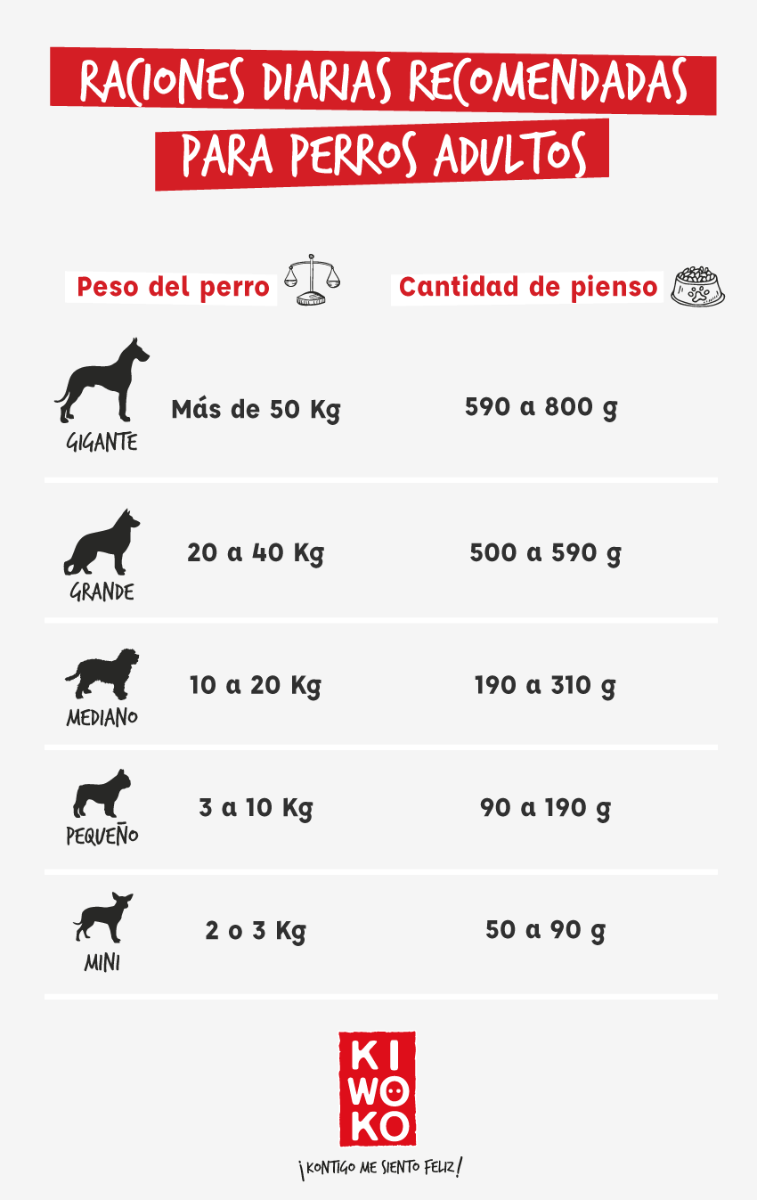 RACIONES DIARIAS RECOMENDADAS
PARA PERROS ADULTOS
Peso del perro Cantidad de pienso
Más de 50 Kg 590 a 800 g
GIGANTE
20 a 40 Kg 500 a 590 g
GRANDE
10 a 20 Kg 190 a 310 g
MEDIANO
3 a 10 Kg 90 a 190 g
PEQUEÑO
2 o 3 Kg 50 a 90 g
MINI
KI
WO
KO
¡KONTIGO ME SIENTO FELIZ!